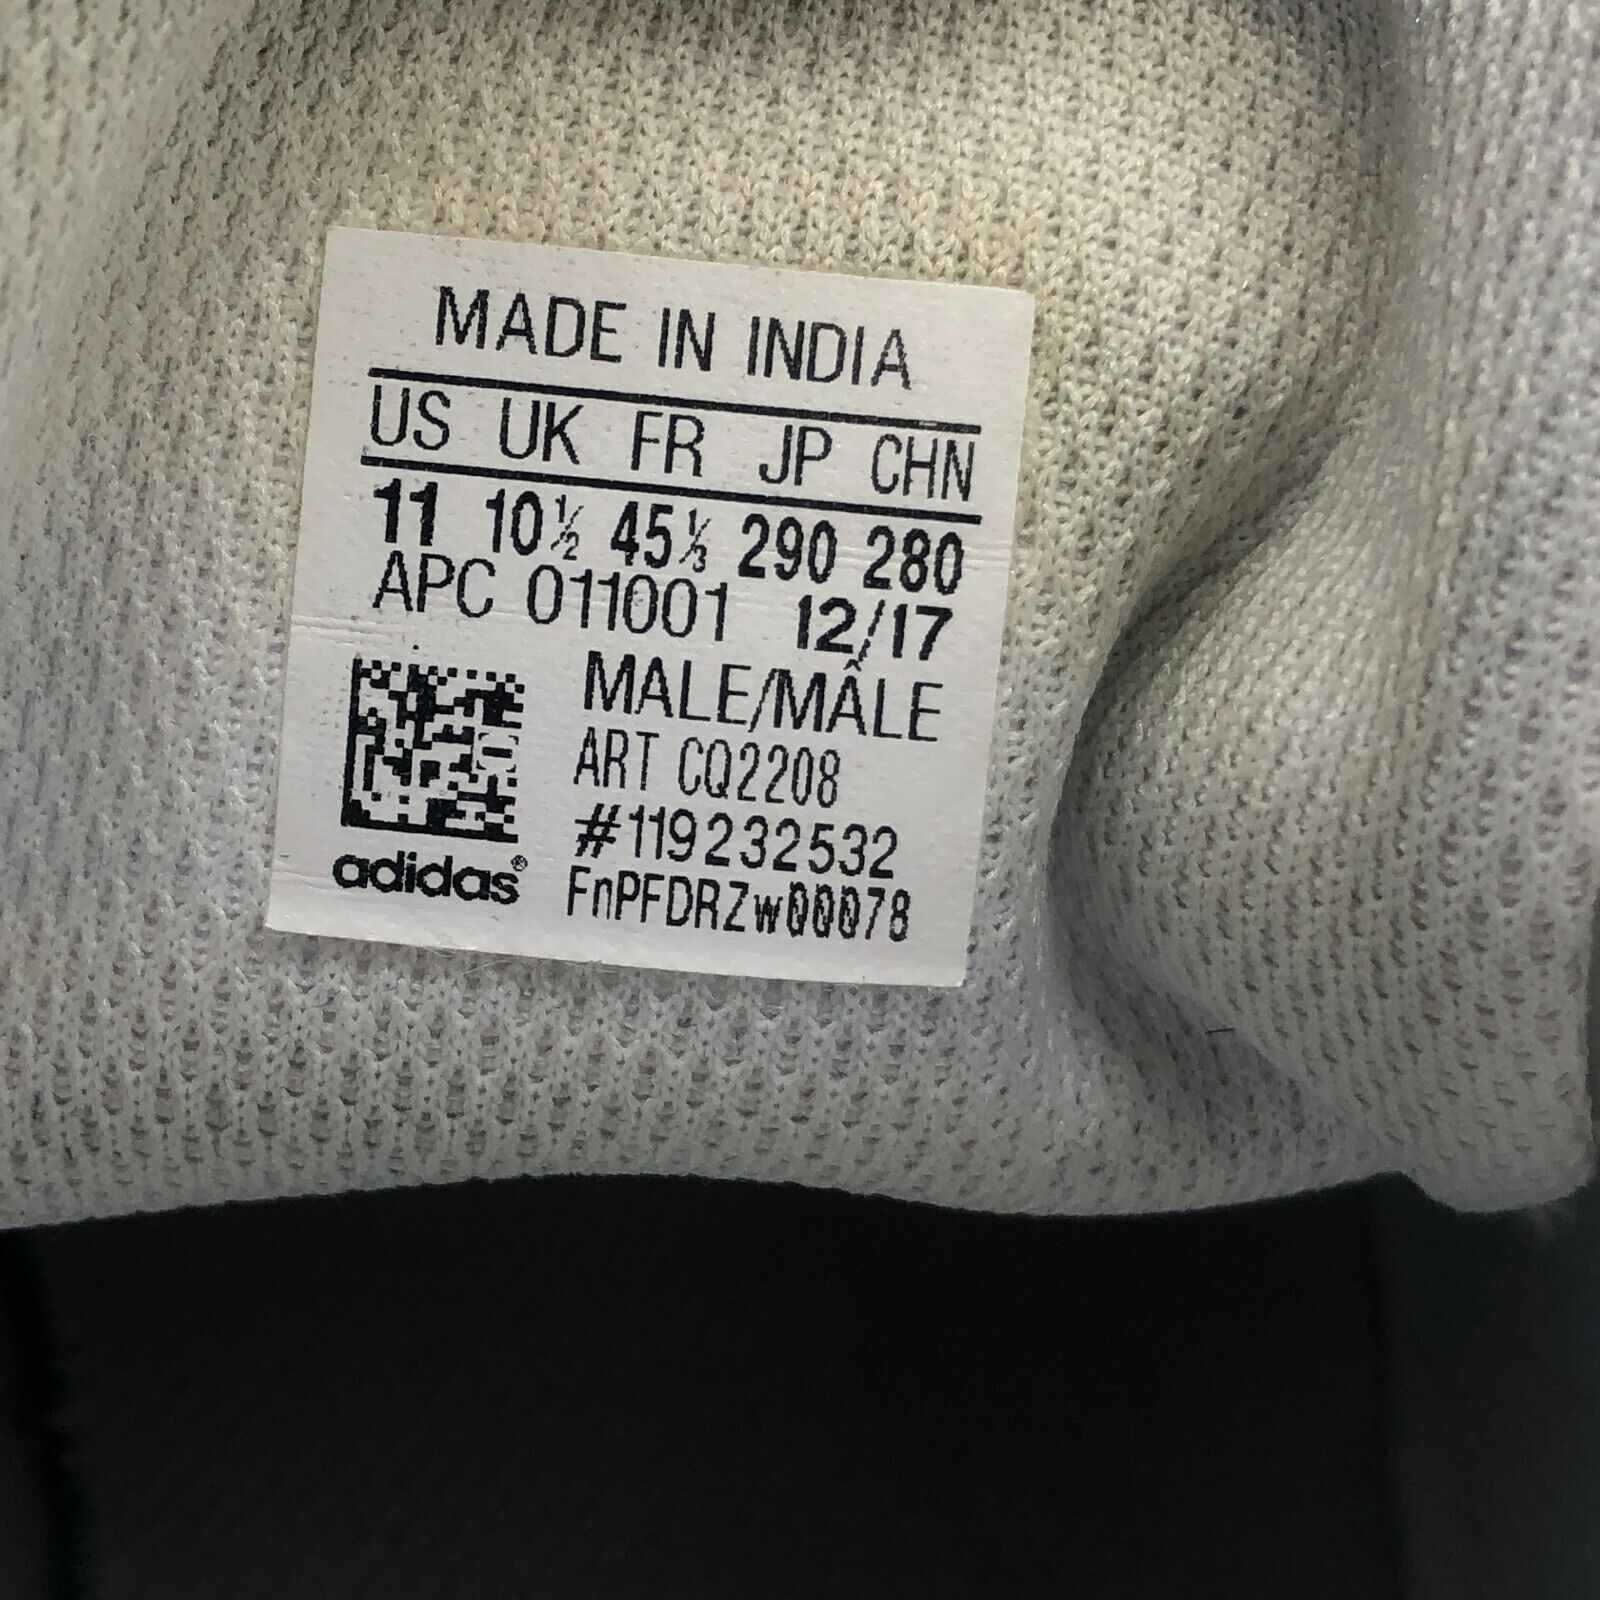 MADE IN INDIA
US UK FR JP CHN
11 10½ 45⅓ 290 280
APC 011001 12/17
MALE/MÂLE
ART CQ2208
#119232532
adidas®
FnPFDRZw00078